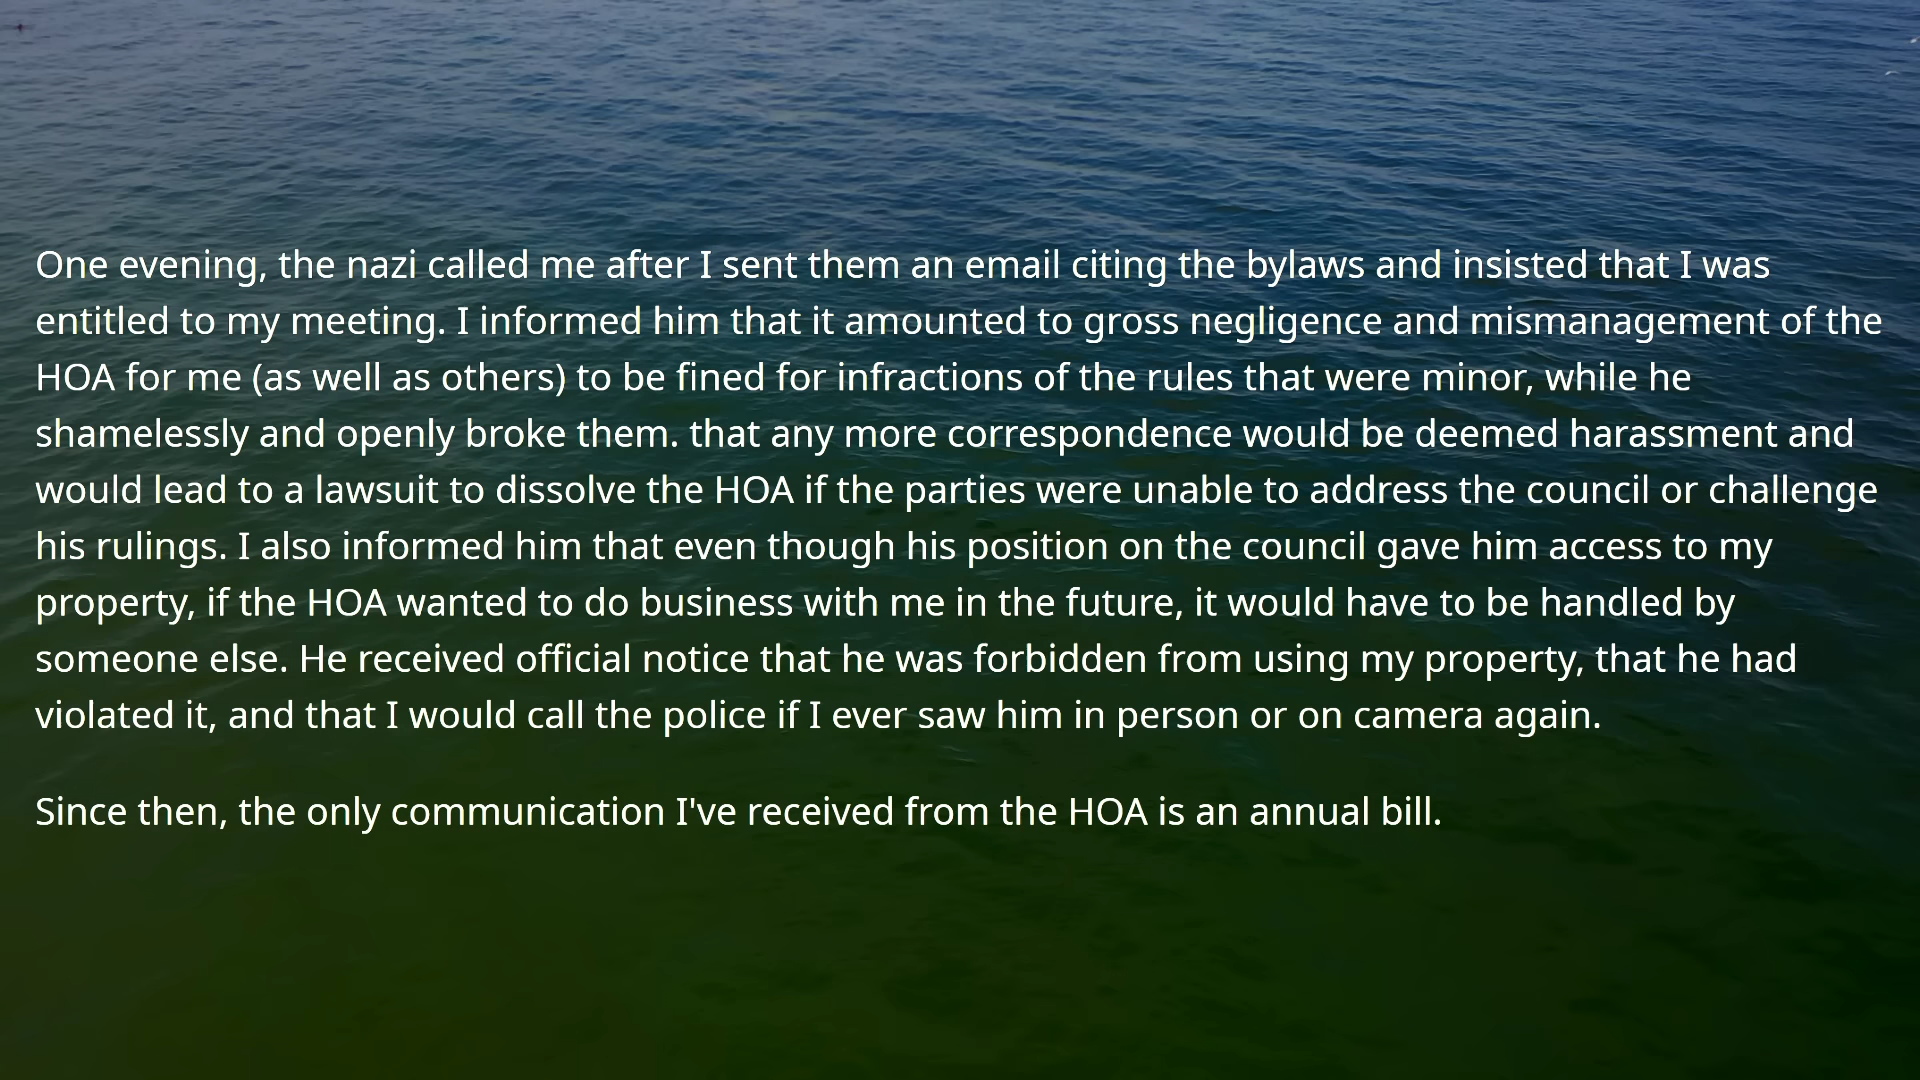 One evening, the nazi called me after I sent them an email citing the bylaws and insisted that I was
entitled to my meeting. I informed him that it amounted to gross negligence and mismanagement of the
HOA for me (as well as others) to be fined for infractions of the rules that were minor, while he
shamelessly and openly broke them. that any more correspondence would be deemed harassment and
would lead to a lawsuit to dissolve the HOA if the parties were unable to address the council or challenge
his rulings. I also informed him that even though his position on the council gave him access to my
property, if the HOA wanted to do business with me in the future, it would have to be handled by
someone else. He received official notice that he was forbidden from using my property, that he had
violated it, and that I would call the police if I ever saw him in person or on camera again.
Since then, the only communication I've received from the HOA is an annual bill.